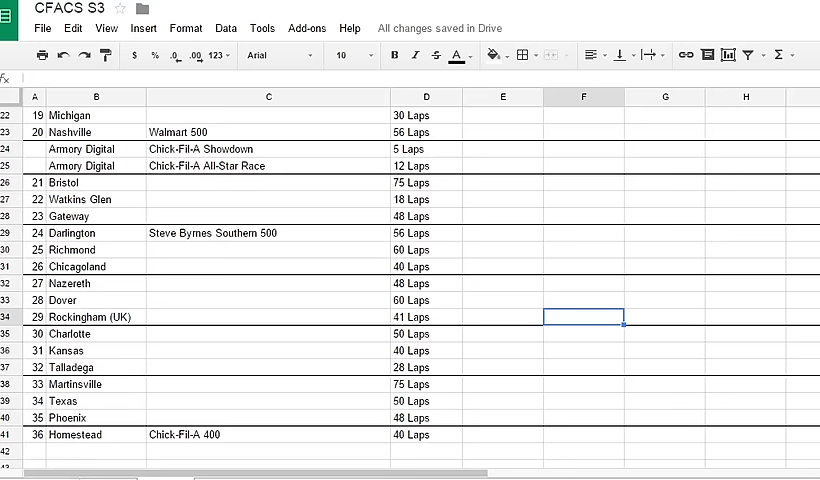 CFACS S3
File Edit View Insert Format Data Tools Add-ons Help All changes saved in Drive
$ % .0 .00 123 Arial 10 B I S A Σ
fx
A B C D E F G H
22 19 Michigan 30 Laps
23 20 Nashville Walmart 500 56 Laps
24 Armory Digital Chick-Fil-A Showdown 5 Laps
25 Armory Digital Chick-Fil-A All-Star Race 12 Laps
26 21 Bristol 75 Laps
27 22 Watkins Glen 18 Laps
28 23 Gateway 48 Laps
29 24 Darlington Steve Byrnes Southern 500 56 Laps
30 25 Richmond 60 Laps
31 26 Chicagoland 40 Laps
32 27 Nazereth 48 Laps
33 28 Dover 60 Laps
34 29 Rockingham (UK) 41 Laps
35 30 Charlotte 50 Laps
36 31 Kansas 40 Laps
37 32 Talladega 28 Laps
38 33 Martinsville 75 Laps
39 34 Texas 50 Laps
40 35 Phoenix 48 Laps
41 36 Homestead Chick-Fil-A 400 40 Laps
42
43